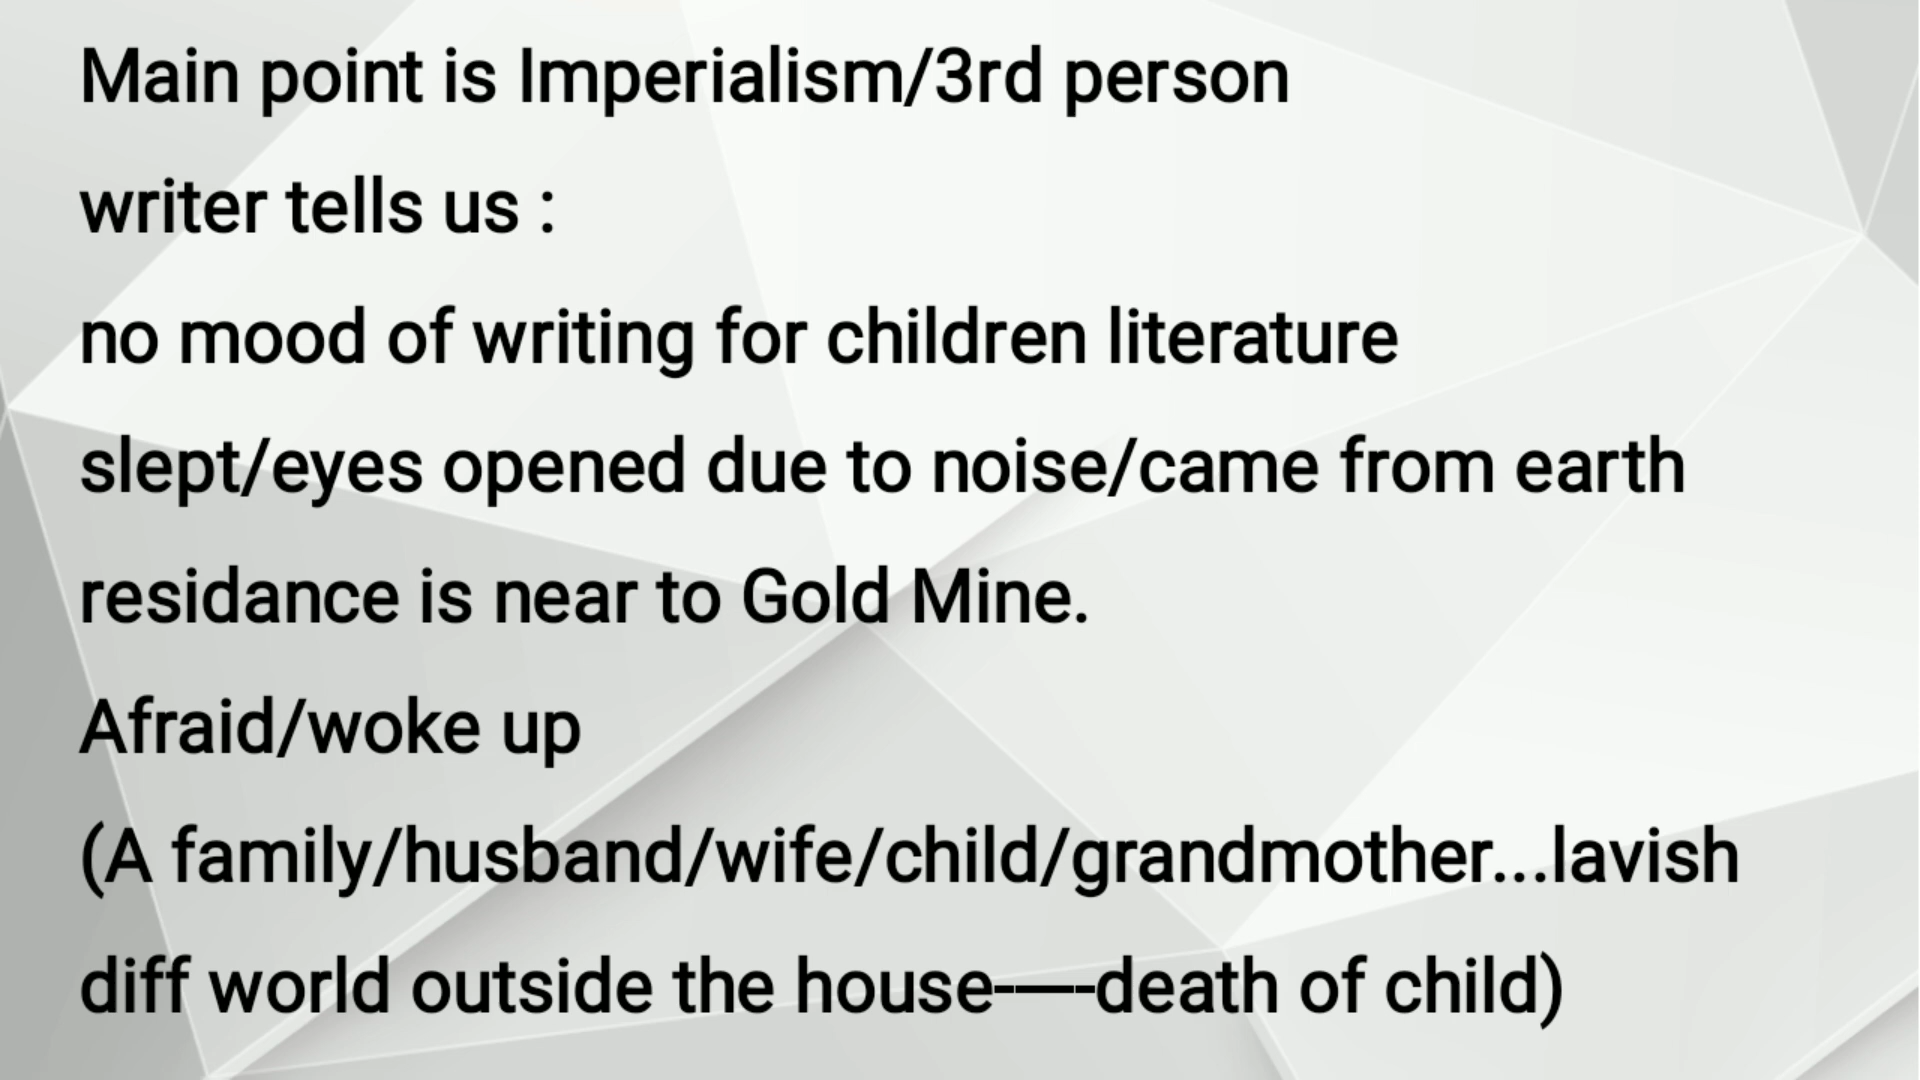 Main point is Imperialism/3rd person
writer tells us :
no mood of writing for children literature
slept/eyes opened due to noise/came from earth
residance is near to Gold Mine.
Afraid/woke up
(A family/husband/wife/child/grandmother...lavish
diff world outside the house-—-death of child)